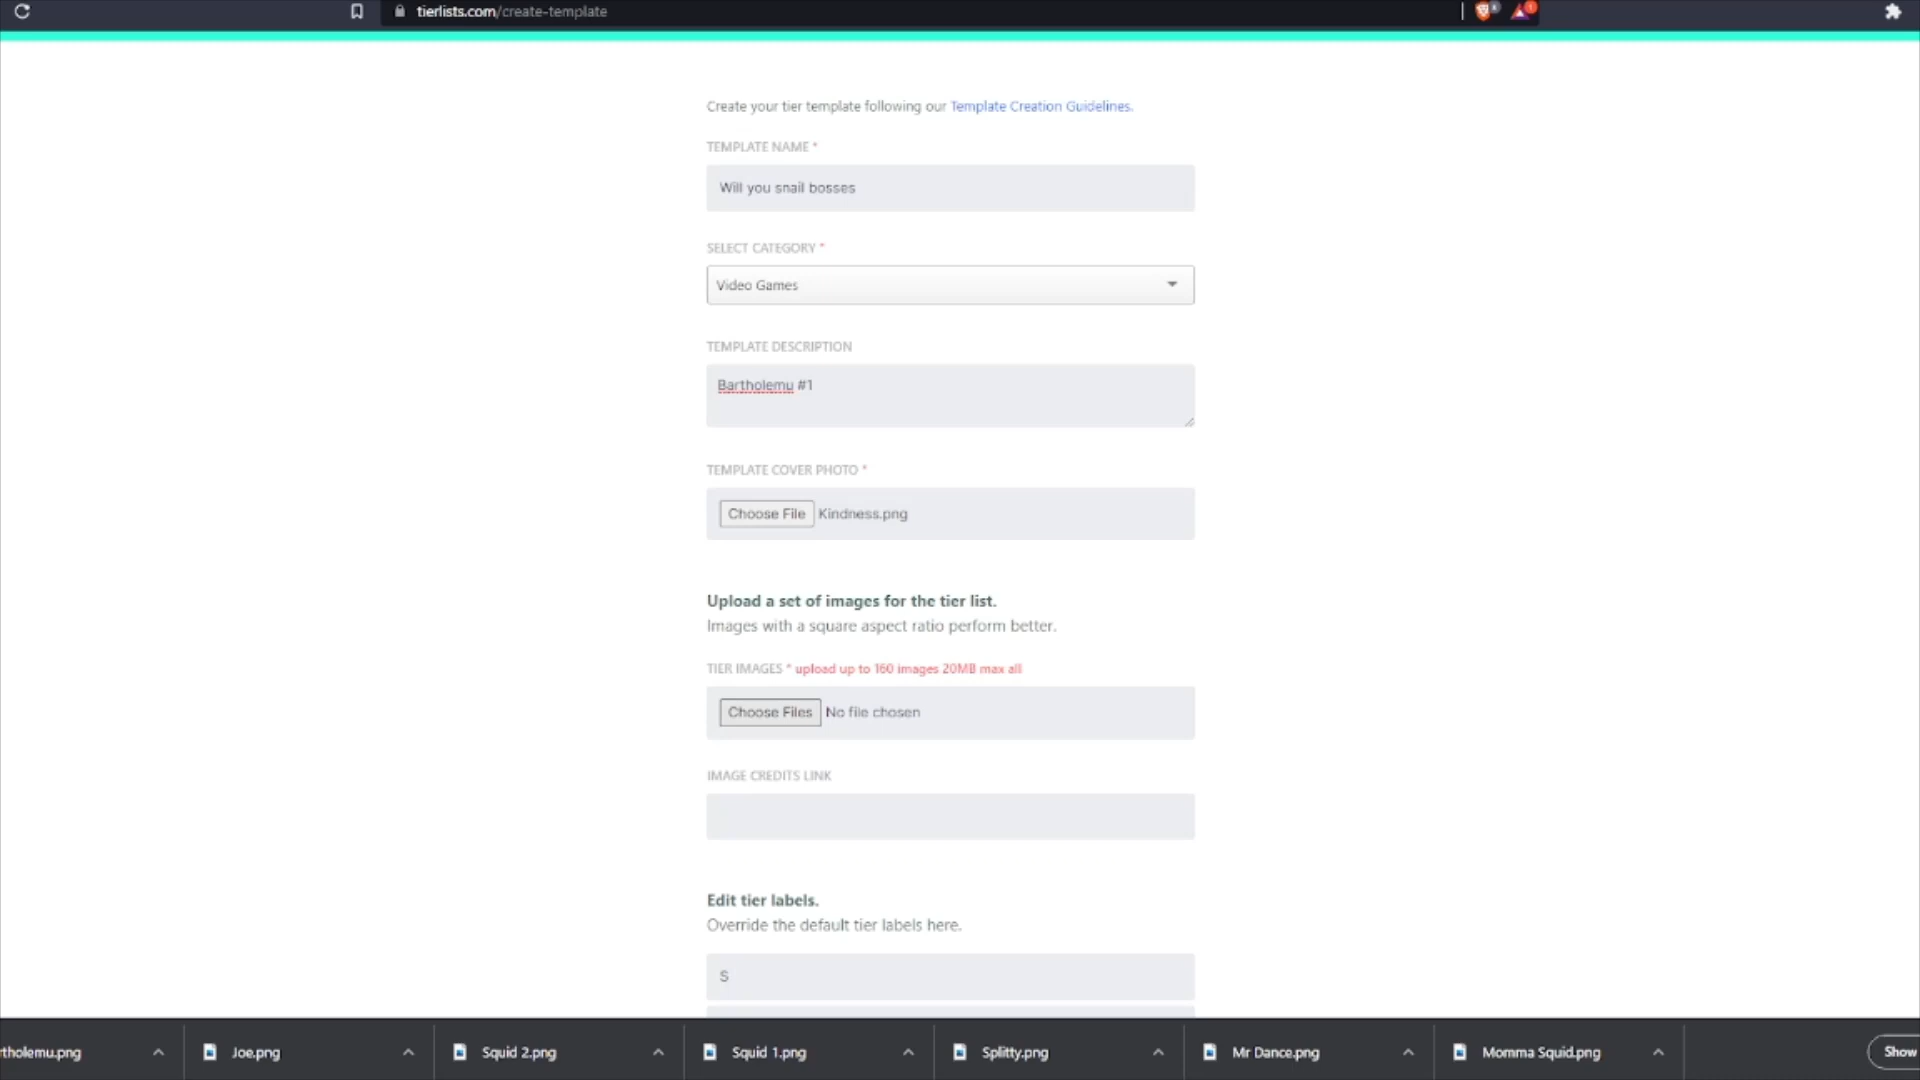 tierlists.com/create-template
Create your tier template following our Template Creation Guidelines.
TEMPLATE NAME *
Will you snail bosses
SELECT CATEGORY *
Video Games
TEMPLATE DESCRIPTION
Bartholemu #1
TEMPLATE COVER PHOTO *
Choose File Kindness.png
Upload a set of images for the tier list.
Images with a square aspect ratio perform better.
TIER IMAGES * upload up to 160 images 20MB max all
Choose Files No file chosen
IMAGE CREDITS LINK
Edit tier labels.
Override the default tier labels here.
S
tholemu.png Joe.png Squid 2.png Squid 1.png Splitty.png Mr Dance.png Momma Squid.png Show